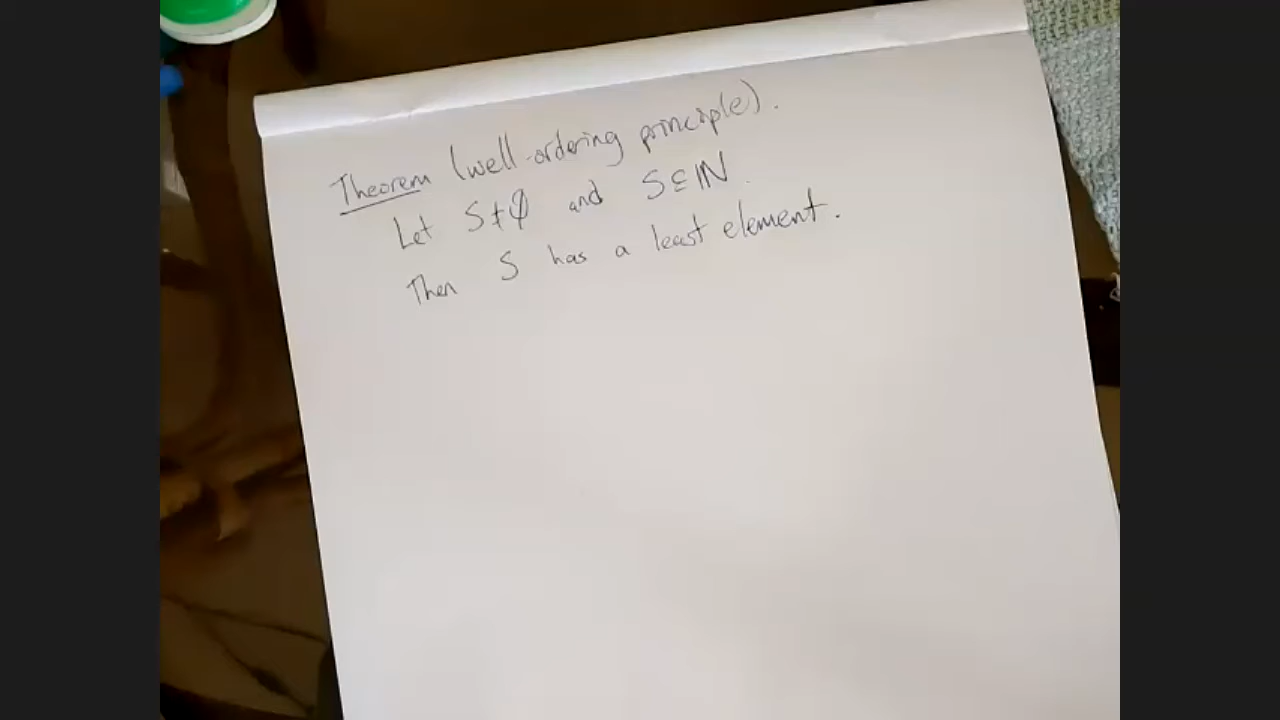 Theorem (well-ordering principle).
Let S ≠ ∅ and S ⊆ ℕ.
Then S has a least element.